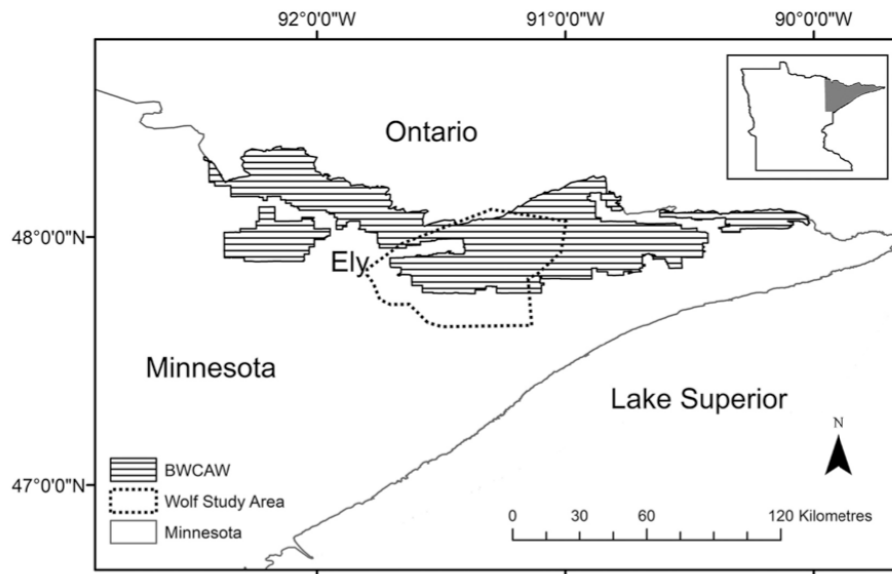 92°0'0"W 91°0'0"W 90°0'0"W
Ontario
48°0'0"N
Ely
Minnesota
Lake Superior
N
47°0'0"N
BWCAW
Wolf Study Area
Minnesota
0 30 60 120 Kilometres